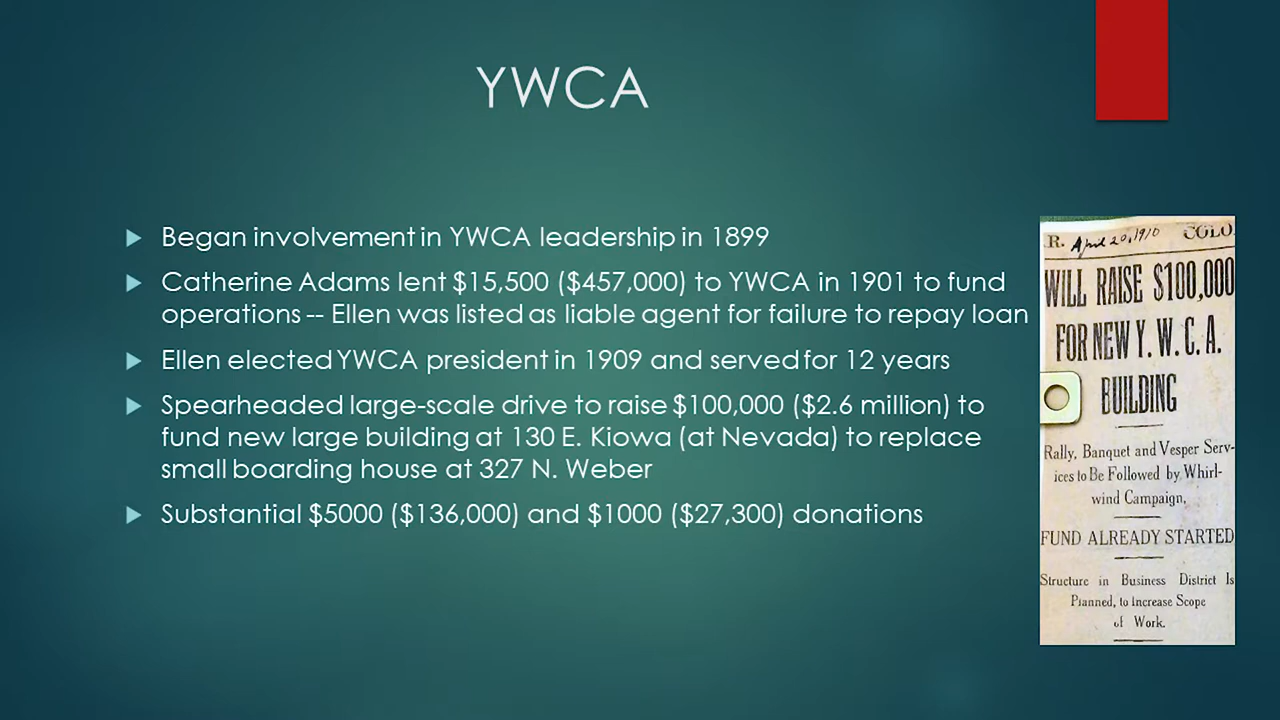 YWCA
Began involvement in YWCA leadership in 1899
Catherine Adams lent $15,500 ($457,000) to YWCA in 1901 to fund
operations -- Ellen was listed as liable agent for failure to repay loan
Ellen elected YWCA president in 1909 and served for 12 years
Spearheaded large-scale drive to raise $100,000 ($2.6 million) to
fund new large building at 130 E. Kiowa (at Nevada) to replace
small boarding house at 327 N. Weber
Substantial $5000 ($136,000) and $1000 ($27,300) donations
R. April 20, 1910 COLO
WILL RAISE $100,000
FOR NEW Y. W. C. A.
BUILDING
Rally, Banquet and Vesper Serv-
ices to Be Followed by Whirl-
wind Campaign,
FUND ALREADY STARTED
Structure in Business District Is
Planned, to Increase Scope
of Work.